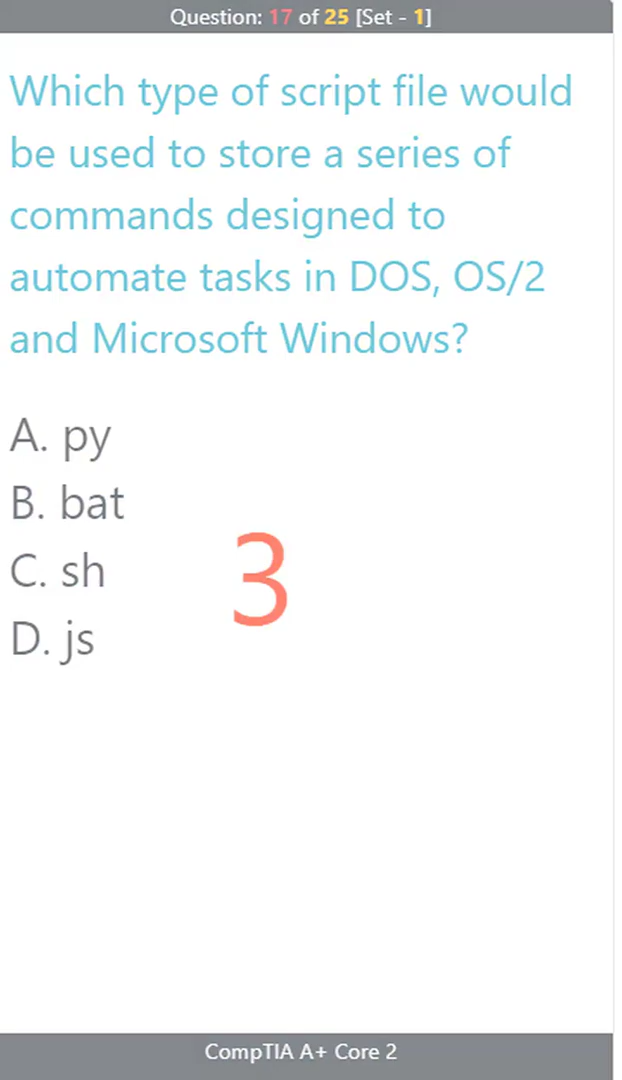 Question: 17 of 25 [Set - 1]
Which type of script file would
be used to store a series of
commands designed to
automate tasks in DOS, OS/2
and Microsoft Windows?
A. py
B. bat
C. sh
3
D. js
CompTIA A+ Core 2